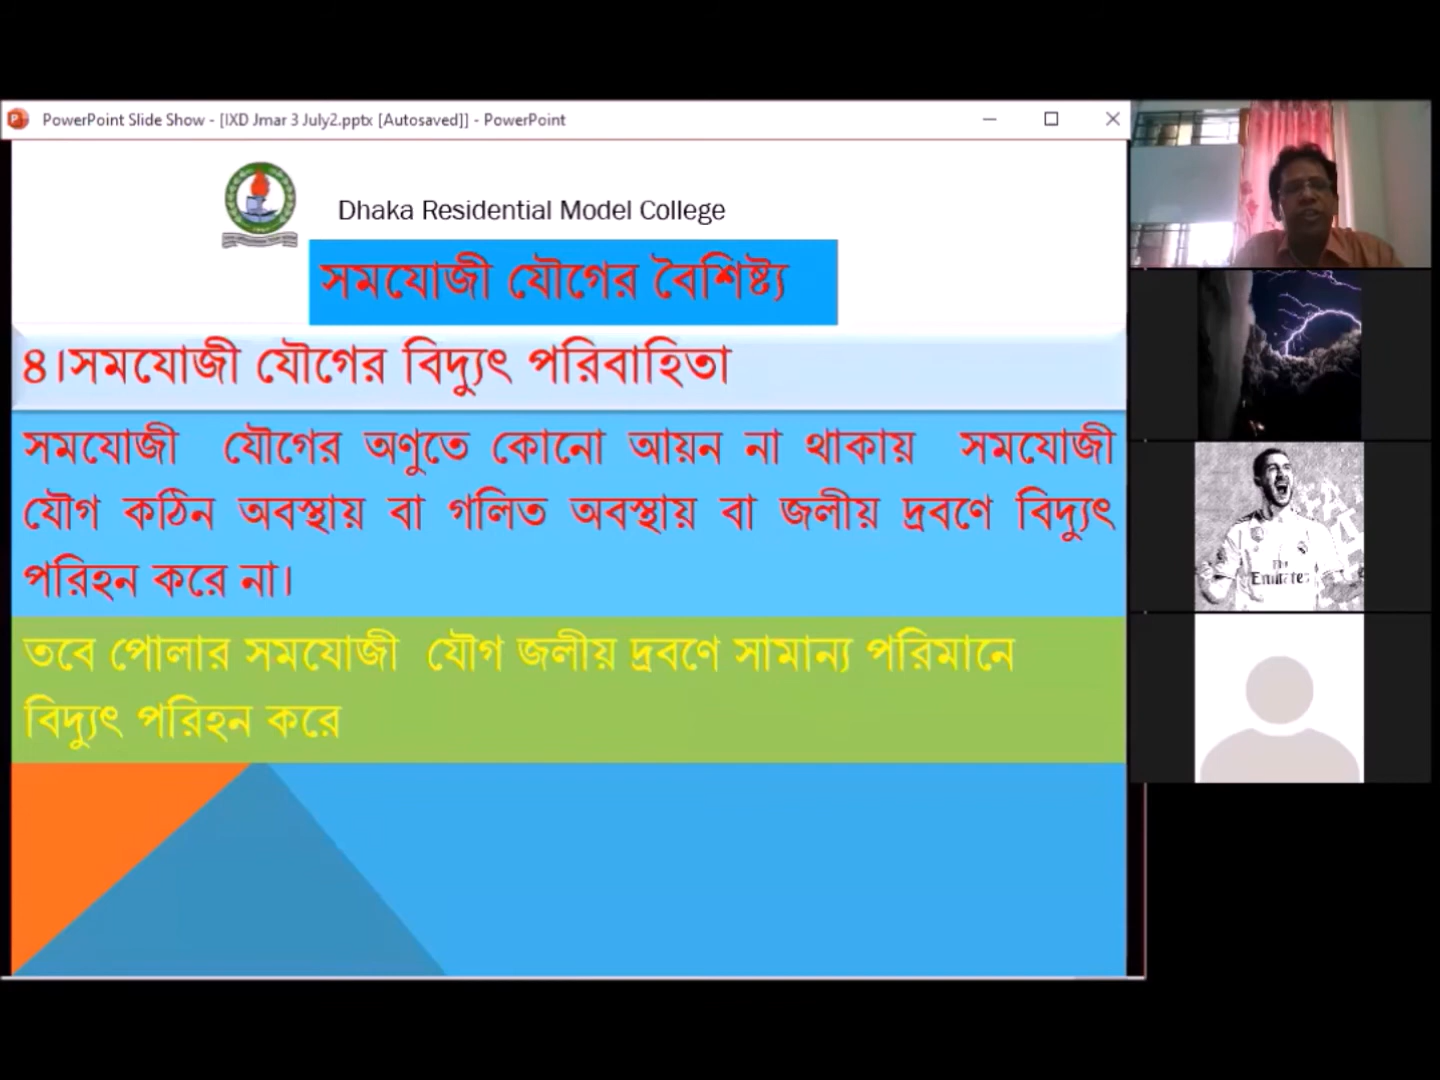 PowerPoint Slide Show - [IXD Jmar 3 July2.pptx [Autosaved]] - PowerPoint
Dhaka Residential Model College
সমযোজী যৌগের বৈশিষ্ট্য
৪।সমযোজী যৌগের বিদ্যুৎ পরিবাহিতা
সমযোজী যৌগের অণুতে কোনো আয়ন না থাকায় সমযোজী
যৌগ কঠিন অবস্থায় বা গলিত অবস্থায় বা জলীয় দ্রবণে বিদ্যুৎ
পরিহন করে না।
তবে পোলার সমযোজী যৌগ জলীয় দ্রবণে সামান্য পরিমানে
বিদ্যুৎ পরিহন করে
Fly
Emirates